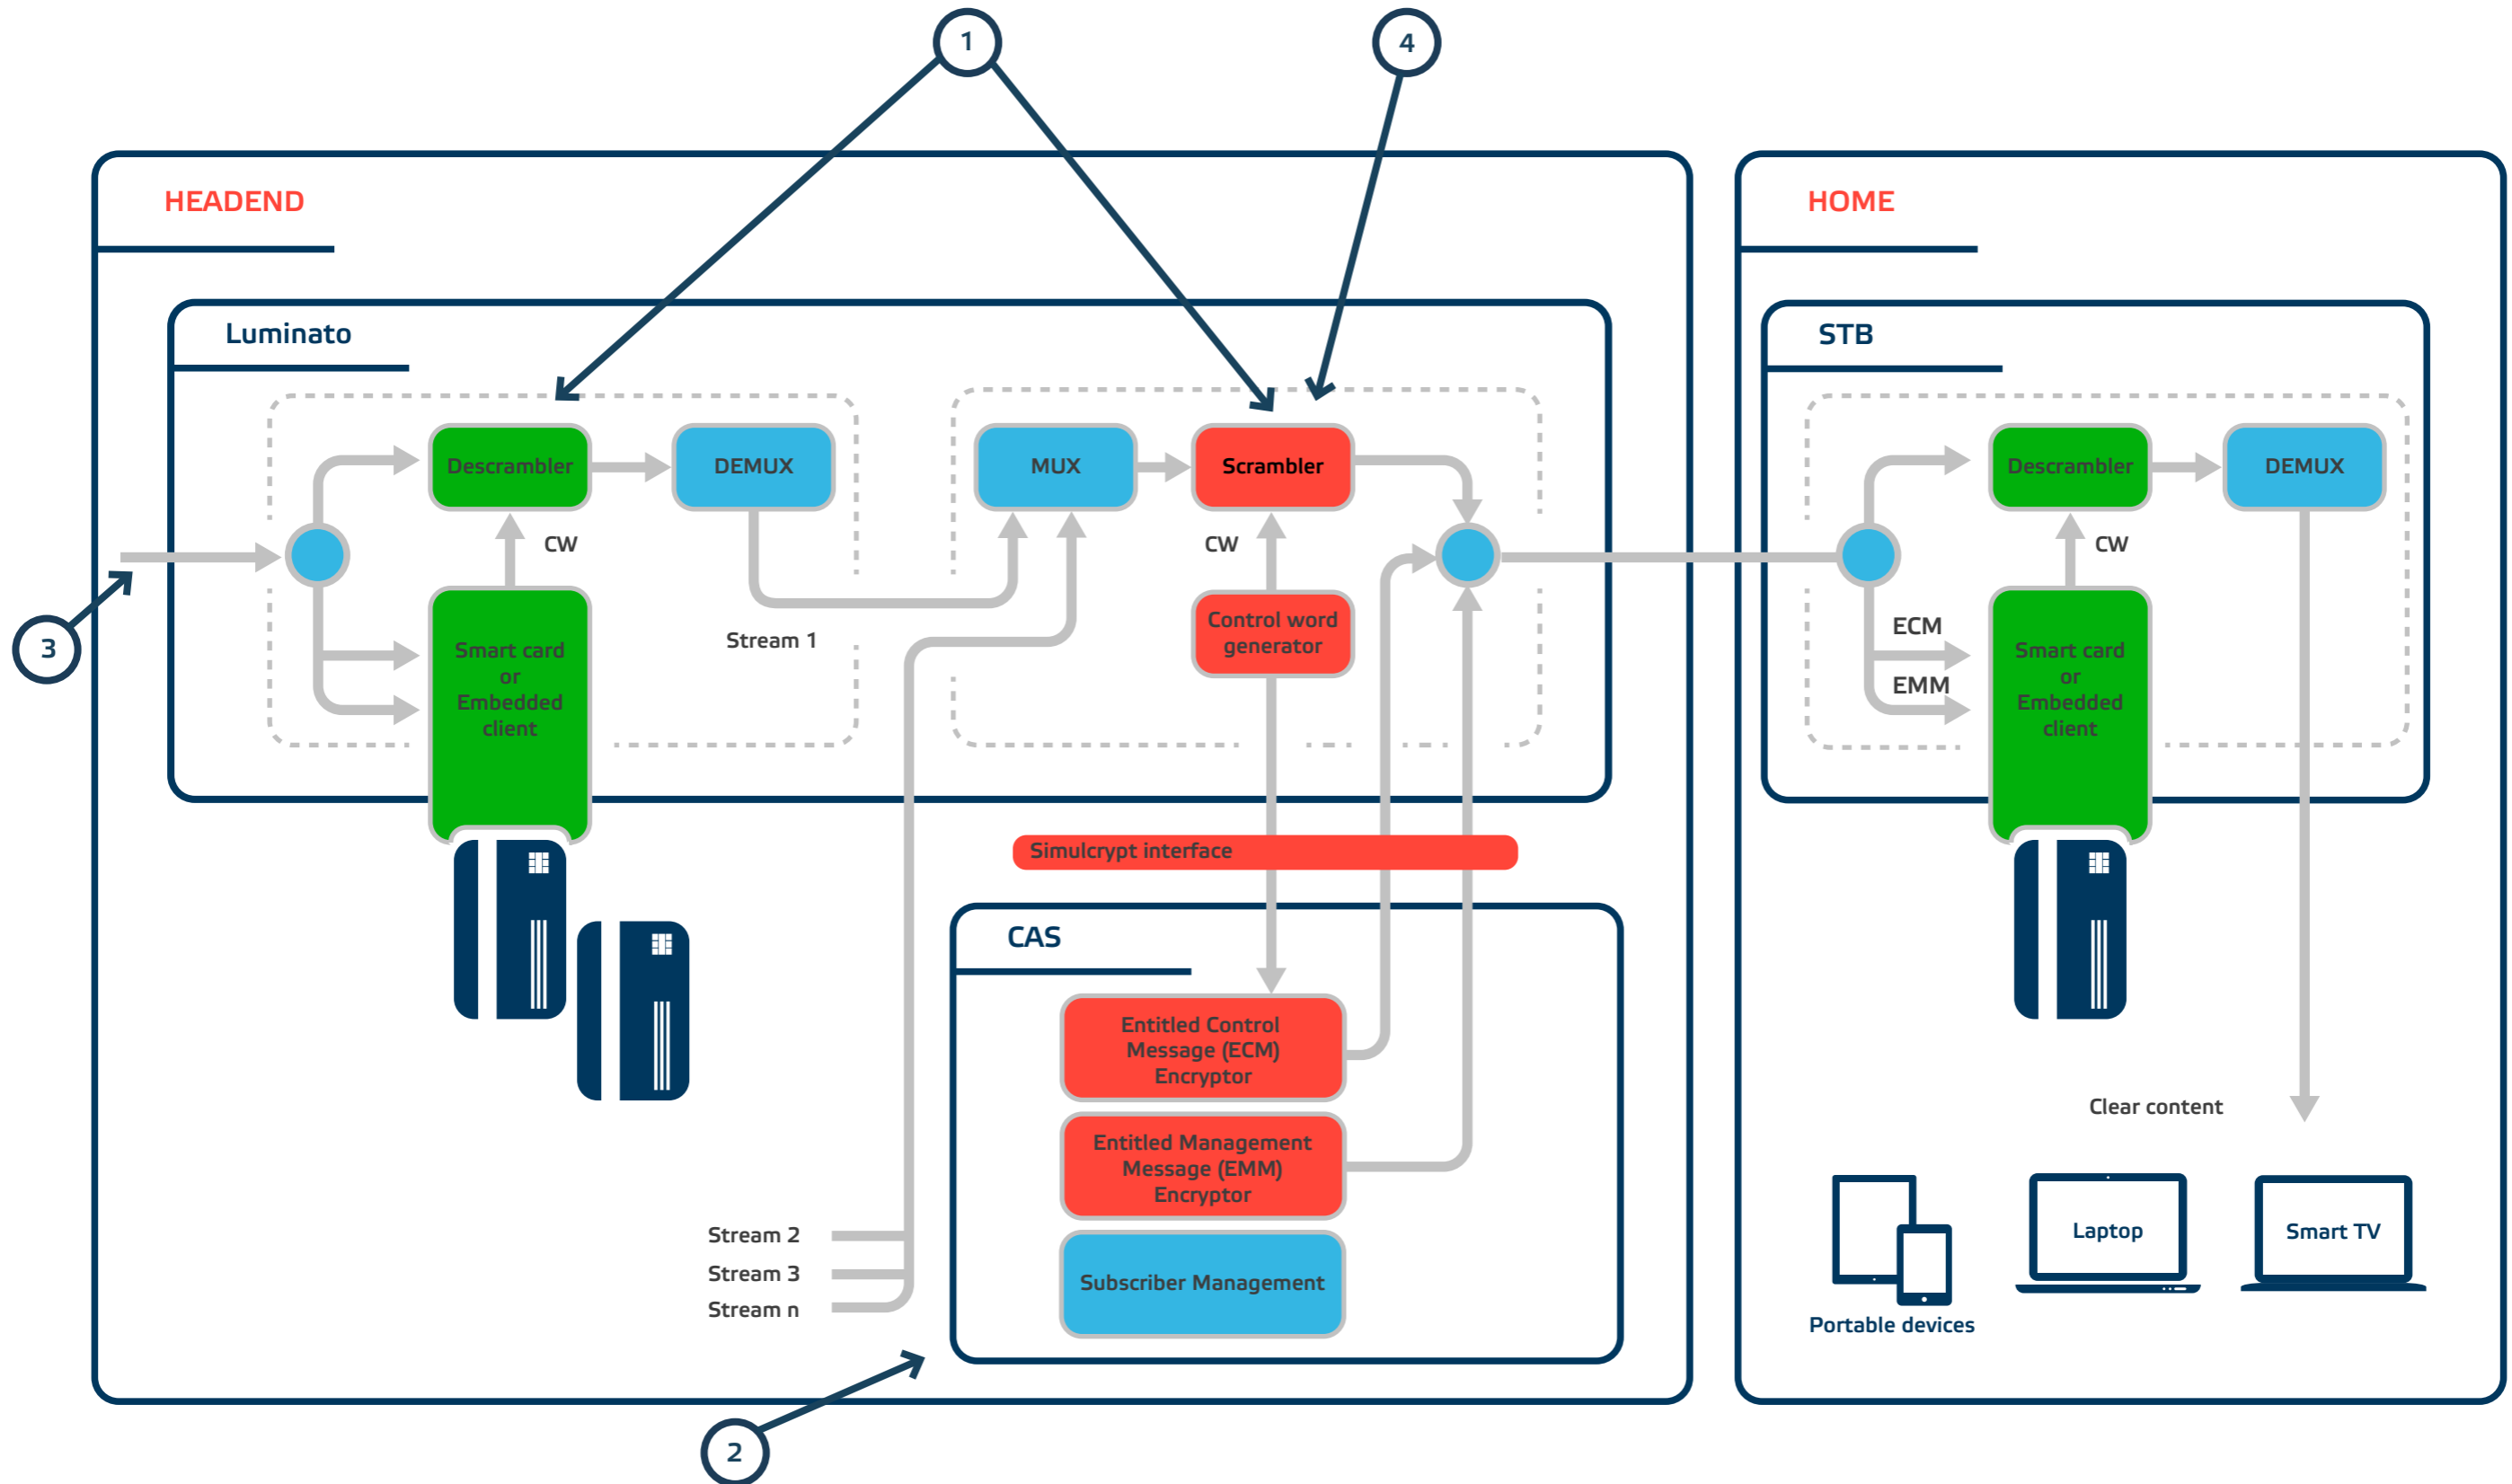 1
4
HEADEND
HOME
Luminato
STB
Descrambler
DEMUX
MUX
Scrambler
Descrambler
DEMUX
CW
CW
CW
3
Smart card
or
Embedded
client
Stream 1
Control word
generator
ECM
EMM
Smart card
or
Embedded
client
Simulcrypt interface
CAS
Entitled Control
Message (ECM)
Encryptor
Entitled Management
Message (EMM)
Encryptor
Subscriber Management
Stream 2
Stream 3
Stream n
Clear content
Laptop
Smart TV
Portable devices
2